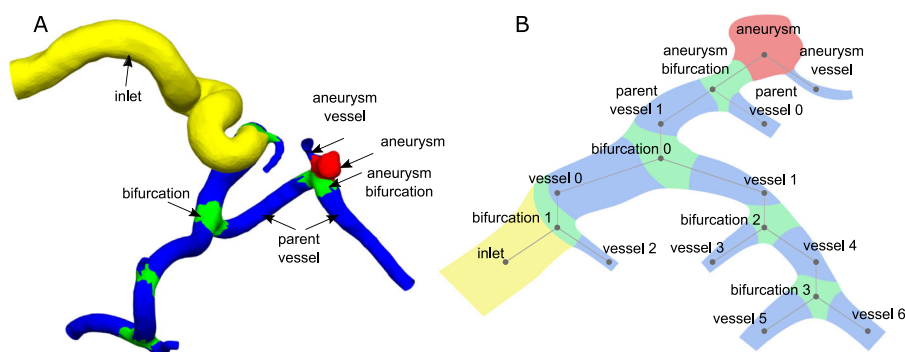 A
inlet
aneurysm
vessel
aneurysm
aneurysm
bifurcation
bifurcation
parent
vessel
B
aneurysm
aneurysm
bifurcation
aneurysm
vessel
parent
vessel 1
parent
vessel 0
bifurcation 0
vessel 0
vessel 1
bifurcation 1
bifurcation 2
inlet
vessel 2
vessel 3
vessel 4
bifurcation 3
vessel 5
vessel 6